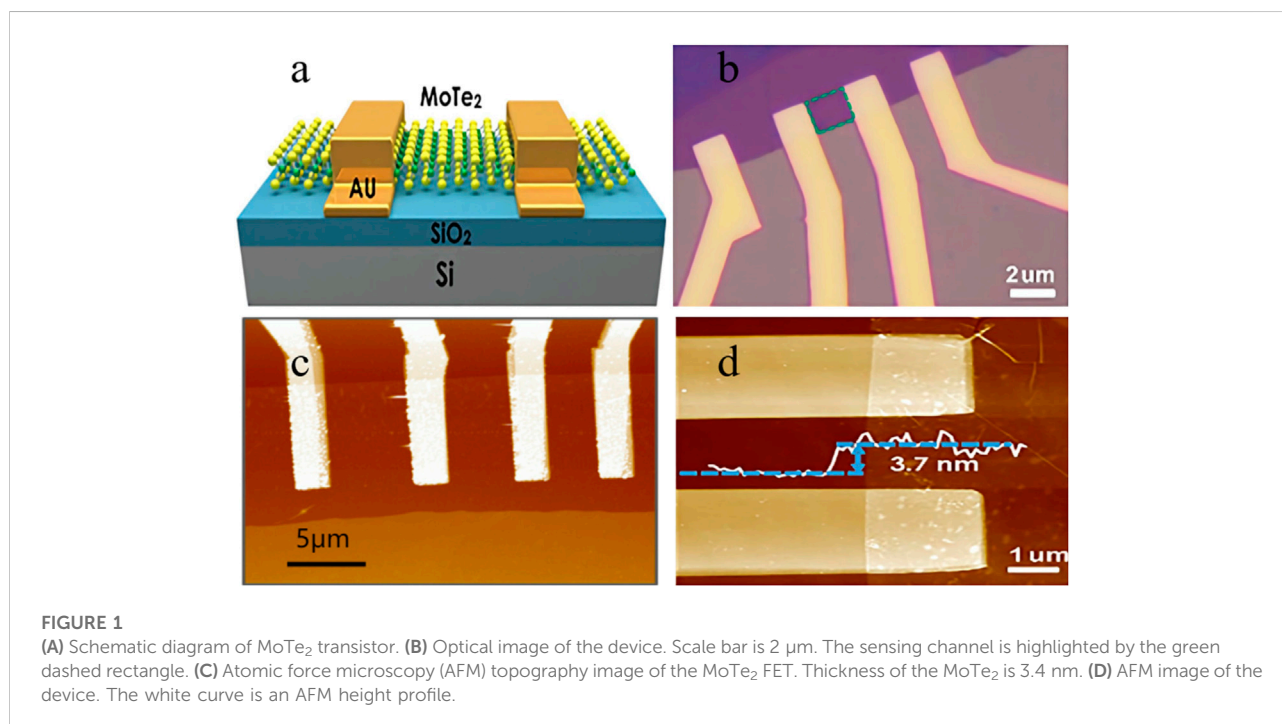 a
MoTe₂
AU
SiO₂
Si
b
2um
c
5μm
d
3.7 nm
1um
FIGURE 1
(A) Schematic diagram of MoTe₂ transistor. (B) Optical image of the device. Scale bar is 2 μm. The sensing channel is highlighted by the green
dashed rectangle. (C) Atomic force microscopy (AFM) topography image of the MoTe₂ FET. Thickness of the MoTe₂ is 3.4 nm. (D) AFM image of the
device. The white curve is an AFM height profile.